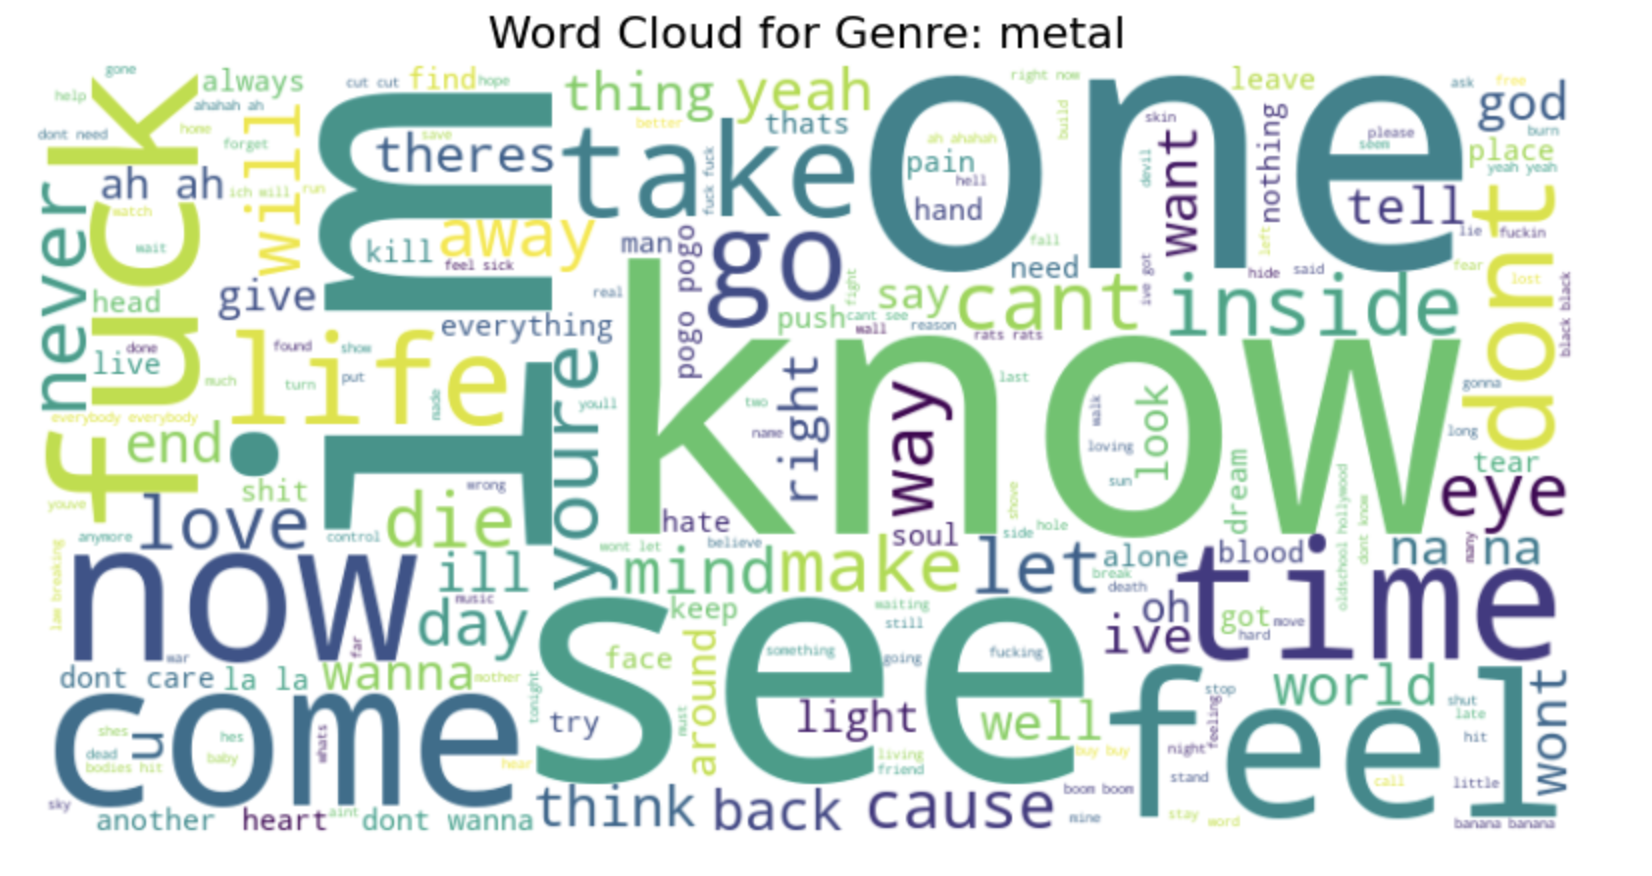 Word Cloud for Genre: metal
gone
always
cut cut
find
hope
thing
yeah
right now
leave
ask
free
god
help
ahahah ah
fuck
will
im
save
better
thats
one
build
skin
nothing
please
seem
burn
dont need
home
forget
theres
take
fuck fuck
ah ahahah
pain
hell
hand
devil
want
place
yeah yeah
tell
ah ah
ich will
run
never
watch
wait
kill
away
feel sick
man
pogo pogo
go
fall
need
ive got
left
hide
said
lie
fuckin
dont
fear
lost
black black
head
give
real
fight
say
cant
inside
everything
push
cant see
wall
reason
rats rats
done
live
found
show
life
much
turn
put
made
youre
youll
know
two
name
right
way
last
walk
loving
sun
look
gonna
long
everybody everybody
end
youve
shit
wrong
love
die
control
anymore
hate
soul
shove
side
hole
dream
oldschool hollywood
dont know
tear
eye
law breaking
now
ill
music
day
wont let
believe
mind
make
let
alone
break
death
blood
time
many
na na
keep
waiting
still
oh
ive
got
hard
move
war
far
dont care
la la
wanna
mother
tonight
see
face
must
around
something
going
fucking
world
wont
come
shes
u
hes
dead
bodies hit
baby
whats
hear
try
light
well
living
friend
buy buy
feel
stop
feeling
night
stand
shut
late
hit
call
little
sky
another
heart
aint
dont wanna
think
back
cause
boom boom
mine
stay
word
banana banana